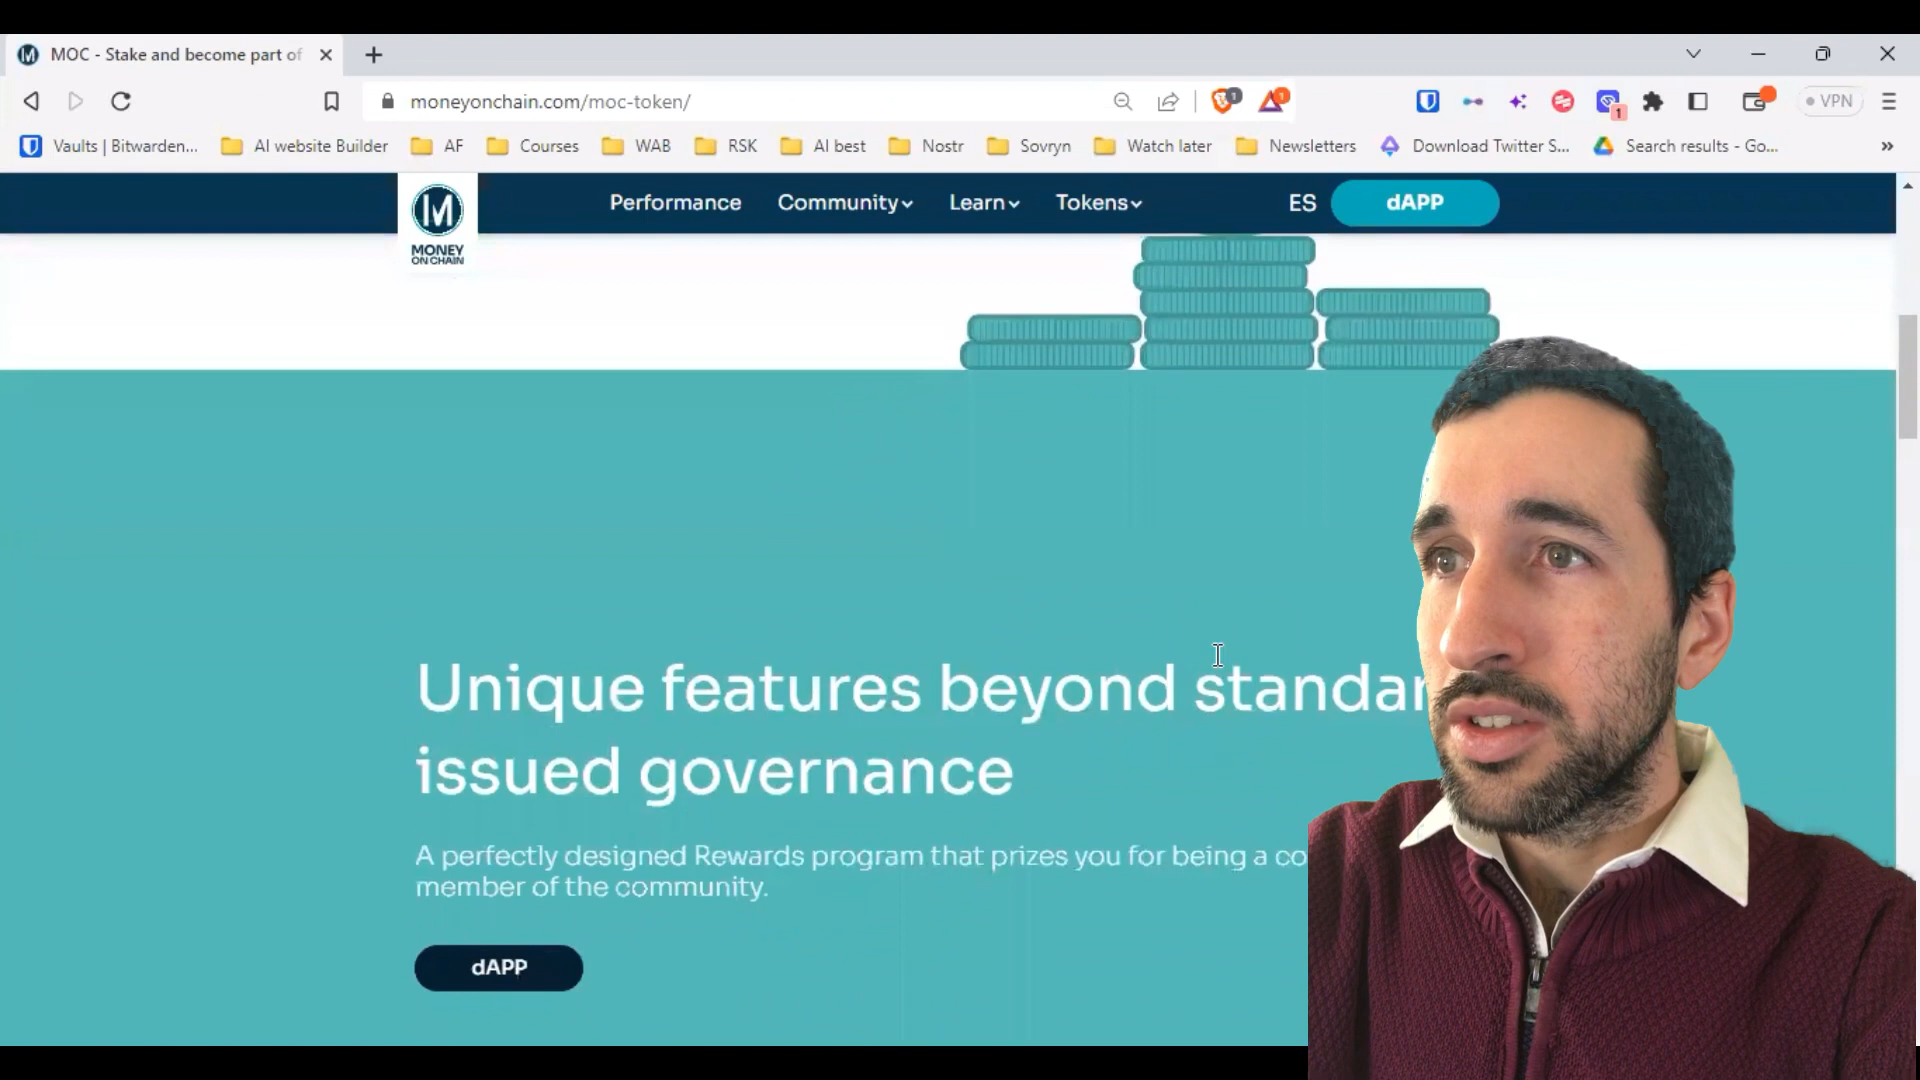 MOC - Stake and become part of
moneyonchain.com/moc-token/
1
1
1
VPN
Vaults | Bitwarden... AI website Builder AF Courses WAB RSK AI best Nostr Sovryn Watch later Newsletters Download Twitter S... Search results - Go...
M
MONEY
ON CHAIN
Performance Community Learn Tokens ES dAPP
Unique features beyond standar
issued governance
A perfectly designed Rewards program that prizes you for being a co
member of the community.
dAPP